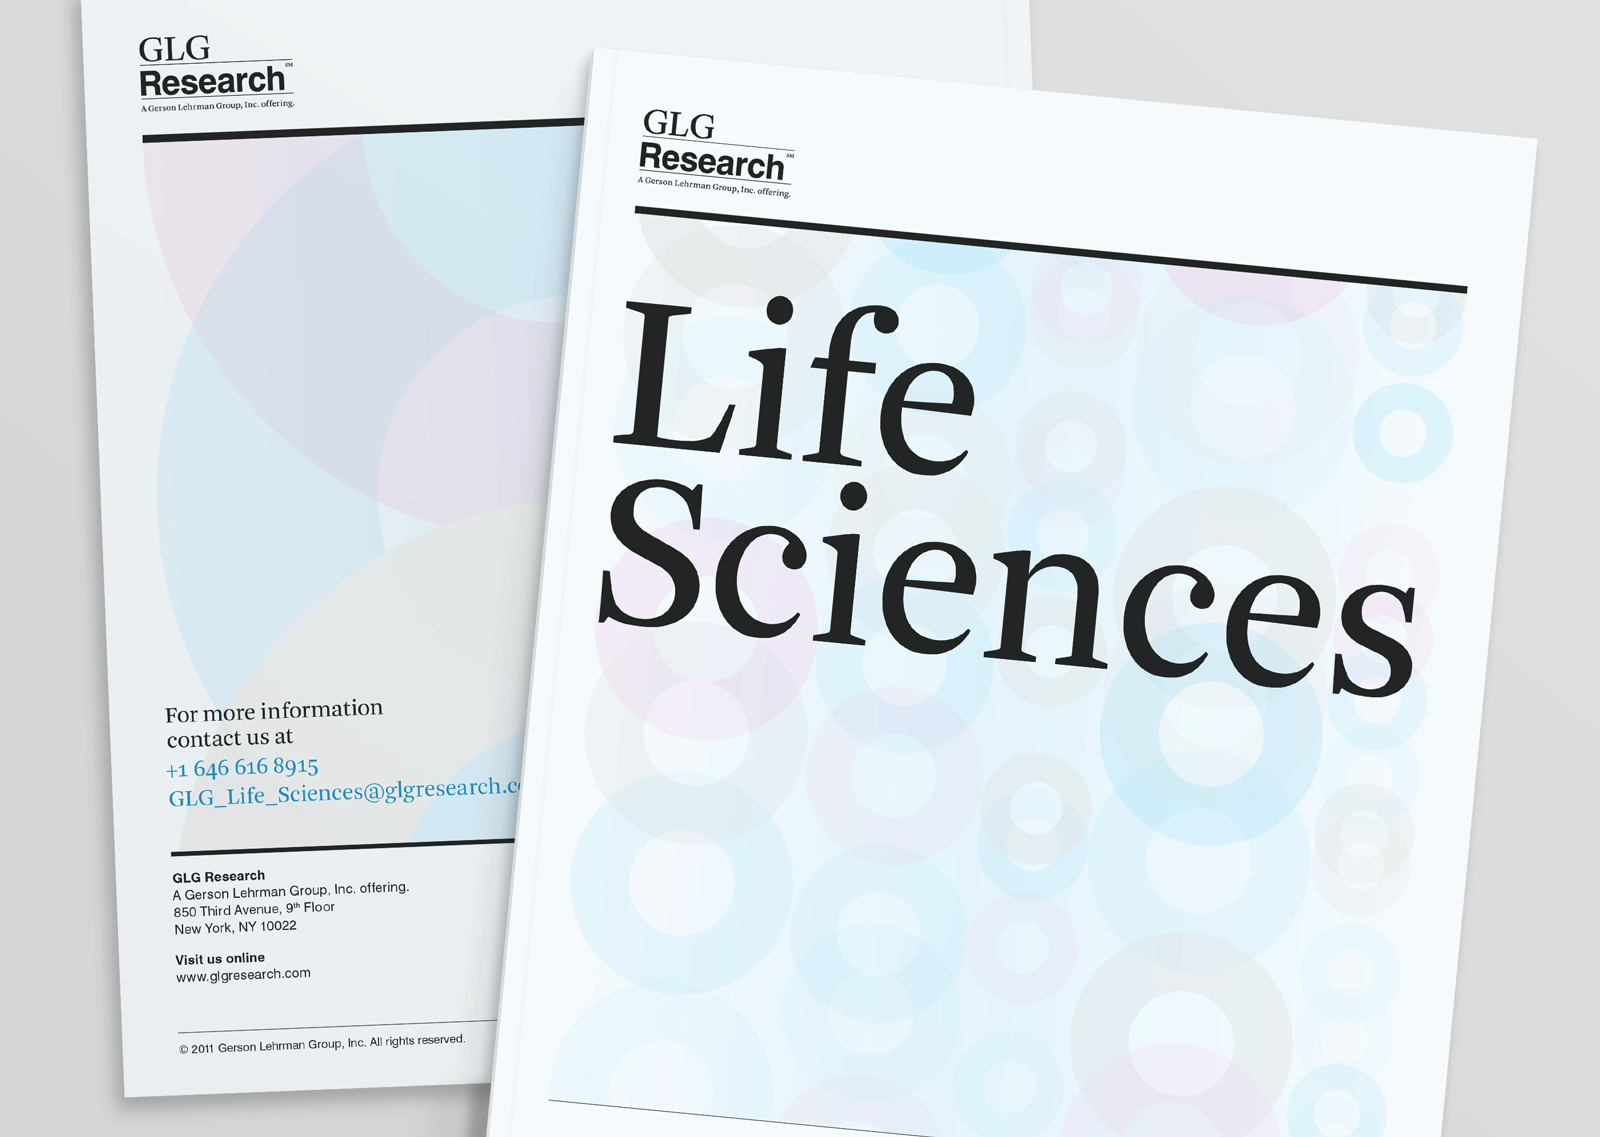 GLG
Research℠
A Gerson Lehrman Group, Inc. offering.
For more information
contact us at
+1 646 616 8915
GLG_Life_Sciences@glgresearch.c
GLG Research
A Gerson Lehrman Group, Inc. offering.
850 Third Avenue, 9th Floor
New York, NY 10022
Visit us online
www.glgresearch.com
© 2011 Gerson Lehrman Group, Inc. All rights reserved.
GLG
Research℠
A Gerson Lehrman Group, Inc. offering.
Life
Sciences